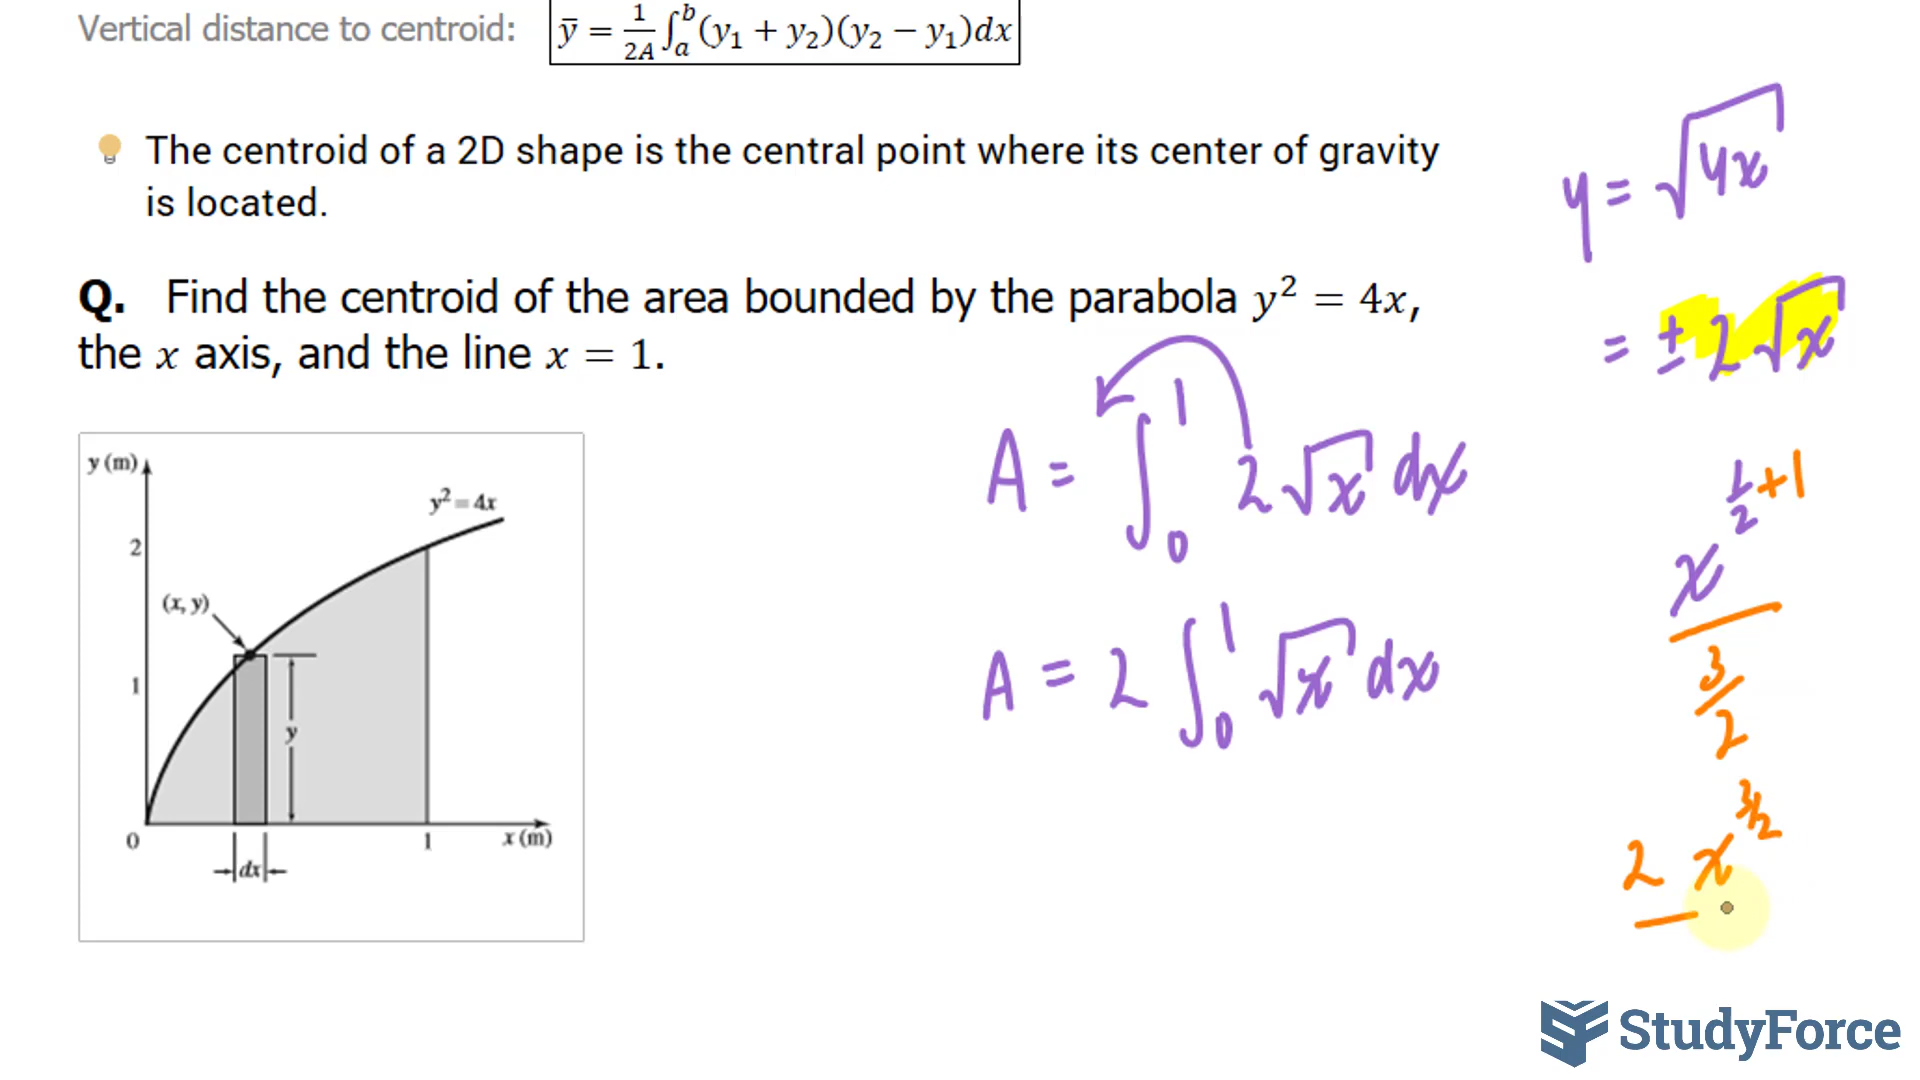 Vertical distance to centroid: ȳ = 1/2A ∫ₐᵇ(y₁ + y₂)(y₂ − y₁)dx
The centroid of a 2D shape is the central point where its center of gravity
is located.
Q. Find the centroid of the area bounded by the parabola y² = 4x,
the x axis, and the line x = 1.
y = √4x
= ± 2√x
A = ∫₀¹ 2√x dx
A = 2 ∫₀¹ √x dx
x^(1/2 + 1)
3/2
2 x^(3/2)
y (m)
y² = 4x
2
(x, y)
1
y
0
1
x (m)
dx
StudyForce